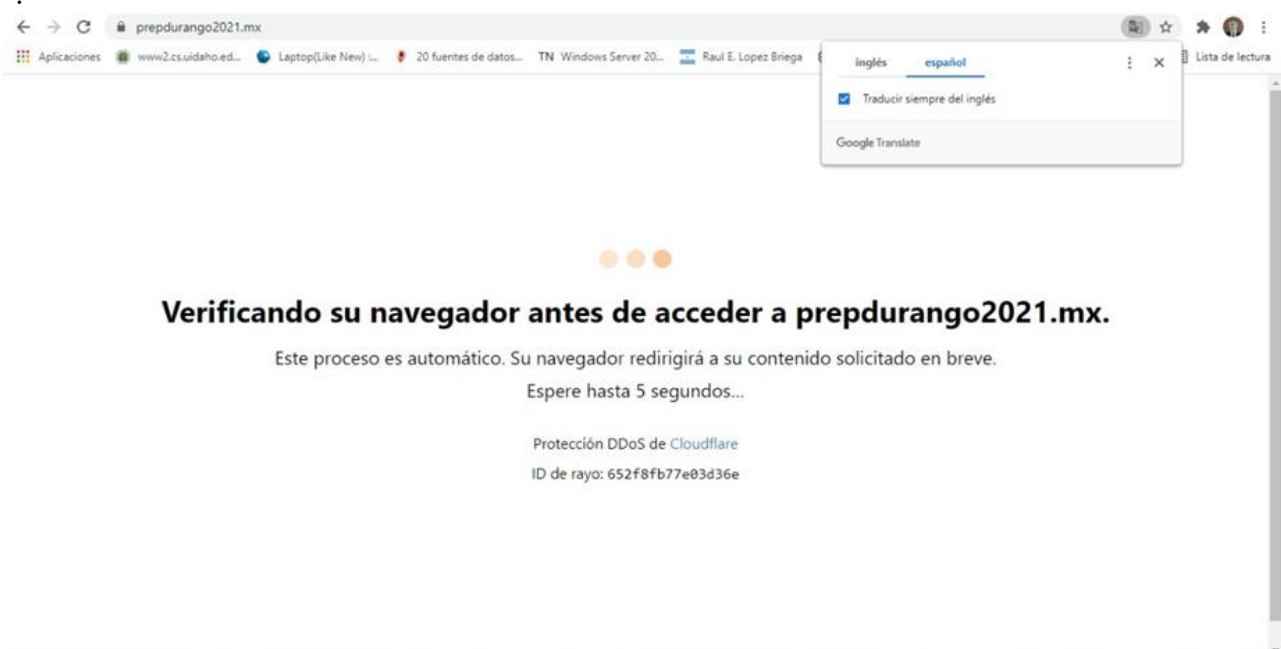 prepdurango2021.mx
Aplicaciones www2.cs.uidaho.ed... Laptop(Like New) :... 20 fuentes de datos... TN Windows Server 20... Raul E. Lopez Briega Lista de lectura
inglés español
Traducir siempre del inglés
Google Translate
Verificando su navegador antes de acceder a prepdurango2021.mx.
Este proceso es automático. Su navegador redirigirá a su contenido solicitado en breve.
Espere hasta 5 segundos...
Protección DDoS de Cloudflare
ID de rayo: 652f8fb77e03d36e